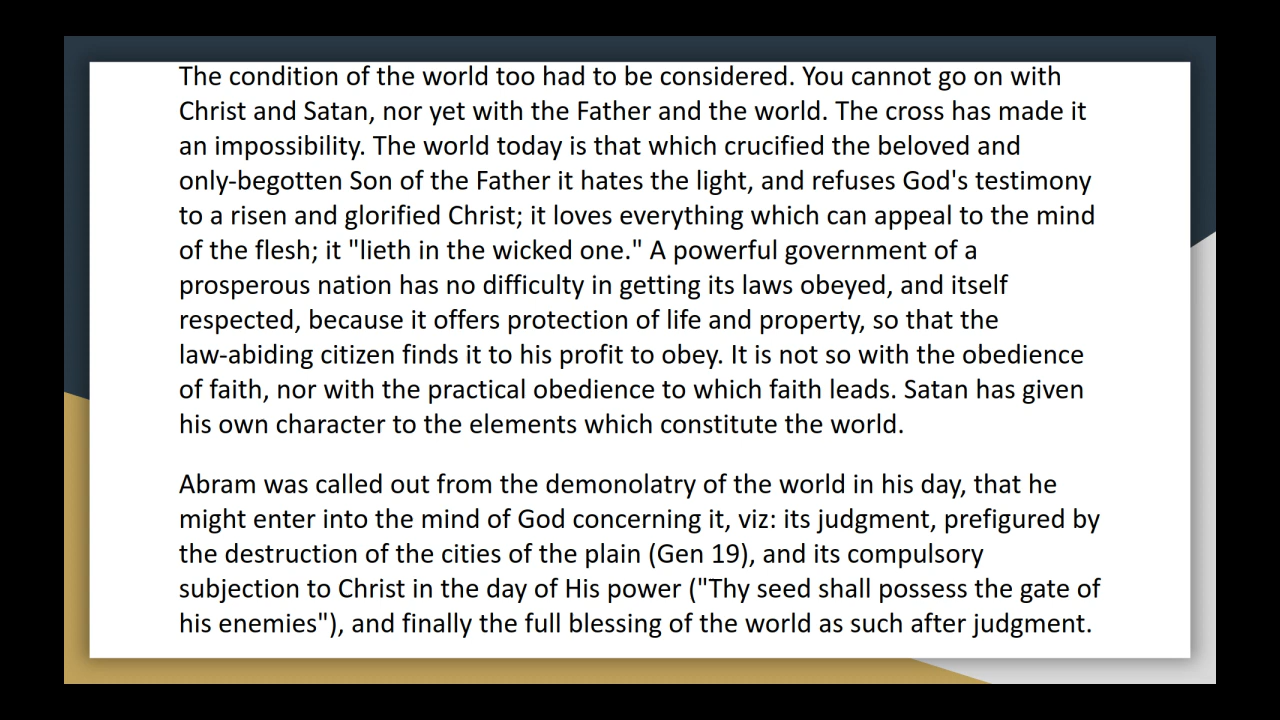 The condition of the world too had to be considered. You cannot go on with
Christ and Satan, nor yet with the Father and the world. The cross has made it
an impossibility. The world today is that which crucified the beloved and
only-begotten Son of the Father it hates the light, and refuses God's testimony
to a risen and glorified Christ; it loves everything which can appeal to the mind
of the flesh; it "lieth in the wicked one." A powerful government of a
prosperous nation has no difficulty in getting its laws obeyed, and itself
respected, because it offers protection of life and property, so that the
law-abiding citizen finds it to his profit to obey. It is not so with the obedience
of faith, nor with the practical obedience to which faith leads. Satan has given
his own character to the elements which constitute the world.
Abram was called out from the demonolatry of the world in his day, that he
might enter into the mind of God concerning it, viz: its judgment, prefigured by
the destruction of the cities of the plain (Gen 19), and its compulsory
subjection to Christ in the day of His power ("Thy seed shall possess the gate of
his enemies"), and finally the full blessing of the world as such after judgment.